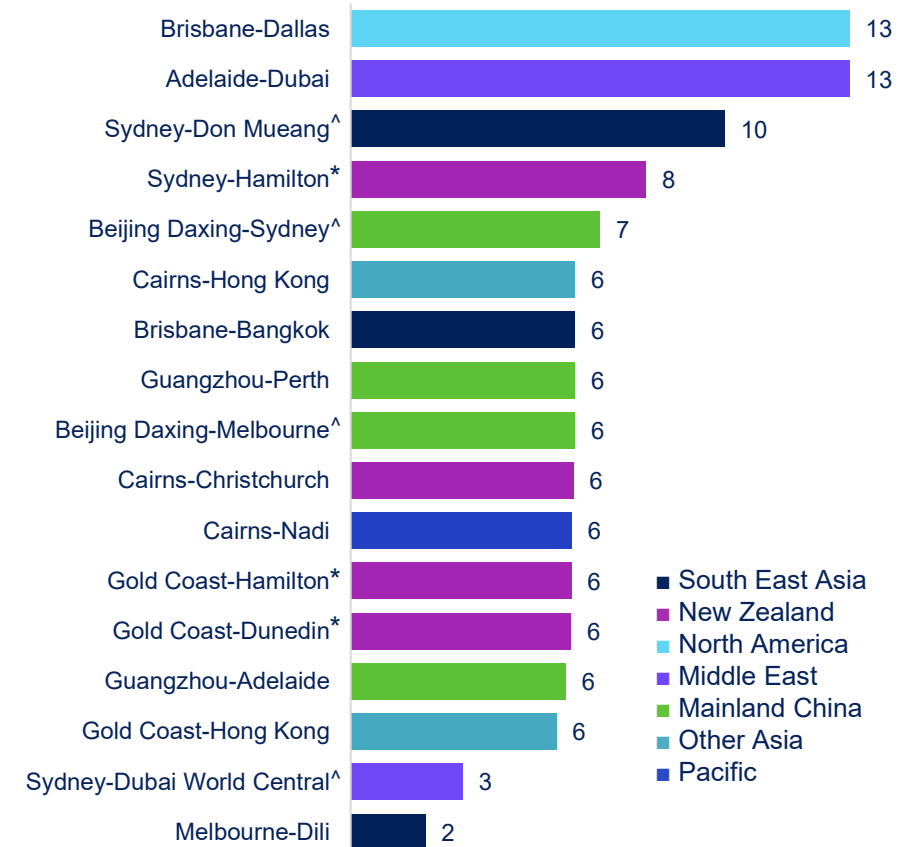 Brisbane-Dallas 13
Adelaide-Dubai 13
Sydney-Don Mueang^ 10
Sydney-Hamilton* 8
Beijing Daxing-Sydney^ 7
Cairns-Hong Kong 6
Brisbane-Bangkok 6
Guangzhou-Perth 6
Beijing Daxing-Melbourne^ 6
Cairns-Christchurch 6
Cairns-Nadi 6
Gold Coast-Hamilton* 6
Gold Coast-Dunedin* 6
Guangzhou-Adelaide 6
Gold Coast-Hong Kong 6
Sydney-Dubai World Central^ 3
Melbourne-Dili 2
South East Asia
New Zealand
North America
Middle East
Mainland China
Other Asia
Pacific